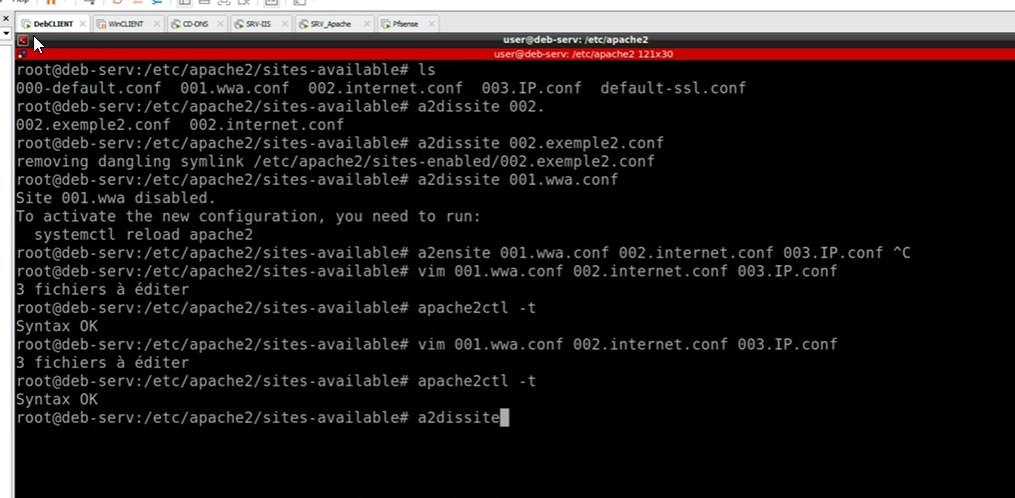 DebCLIENT WinCLIENT CD-DNS SRV-IIS SRV_Apache Pfsense
user@deb-serv: /etc/apache2
user@deb-serv: /etc/apache2 121x30
root@deb-serv:/etc/apache2/sites-available# ls
000-default.conf 001.wwa.conf 002.internet.conf 003.IP.conf default-ssl.conf
root@deb-serv:/etc/apache2/sites-available# a2dissite 002.
002.exemple2.conf 002.internet.conf
root@deb-serv:/etc/apache2/sites-available# a2dissite 002.exemple2.conf
removing dangling symlink /etc/apache2/sites-enabled/002.exemple2.conf
root@deb-serv:/etc/apache2/sites-available# a2dissite 001.wwa.conf
Site 001.wwa disabled.
To activate the new configuration, you need to run:
systemctl reload apache2
root@deb-serv:/etc/apache2/sites-available# a2ensite 001.wwa.conf 002.internet.conf 003.IP.conf ^C
root@deb-serv:/etc/apache2/sites-available# vim 001.wwa.conf 002.internet.conf 003.IP.conf
3 fichiers à éditer
root@deb-serv:/etc/apache2/sites-available# apache2ctl -t
Syntax OK
root@deb-serv:/etc/apache2/sites-available# vim 001.wwa.conf 002.internet.conf 003.IP.conf
3 fichiers à éditer
root@deb-serv:/etc/apache2/sites-available# apache2ctl -t
Syntax OK
root@deb-serv:/etc/apache2/sites-available# a2dissite